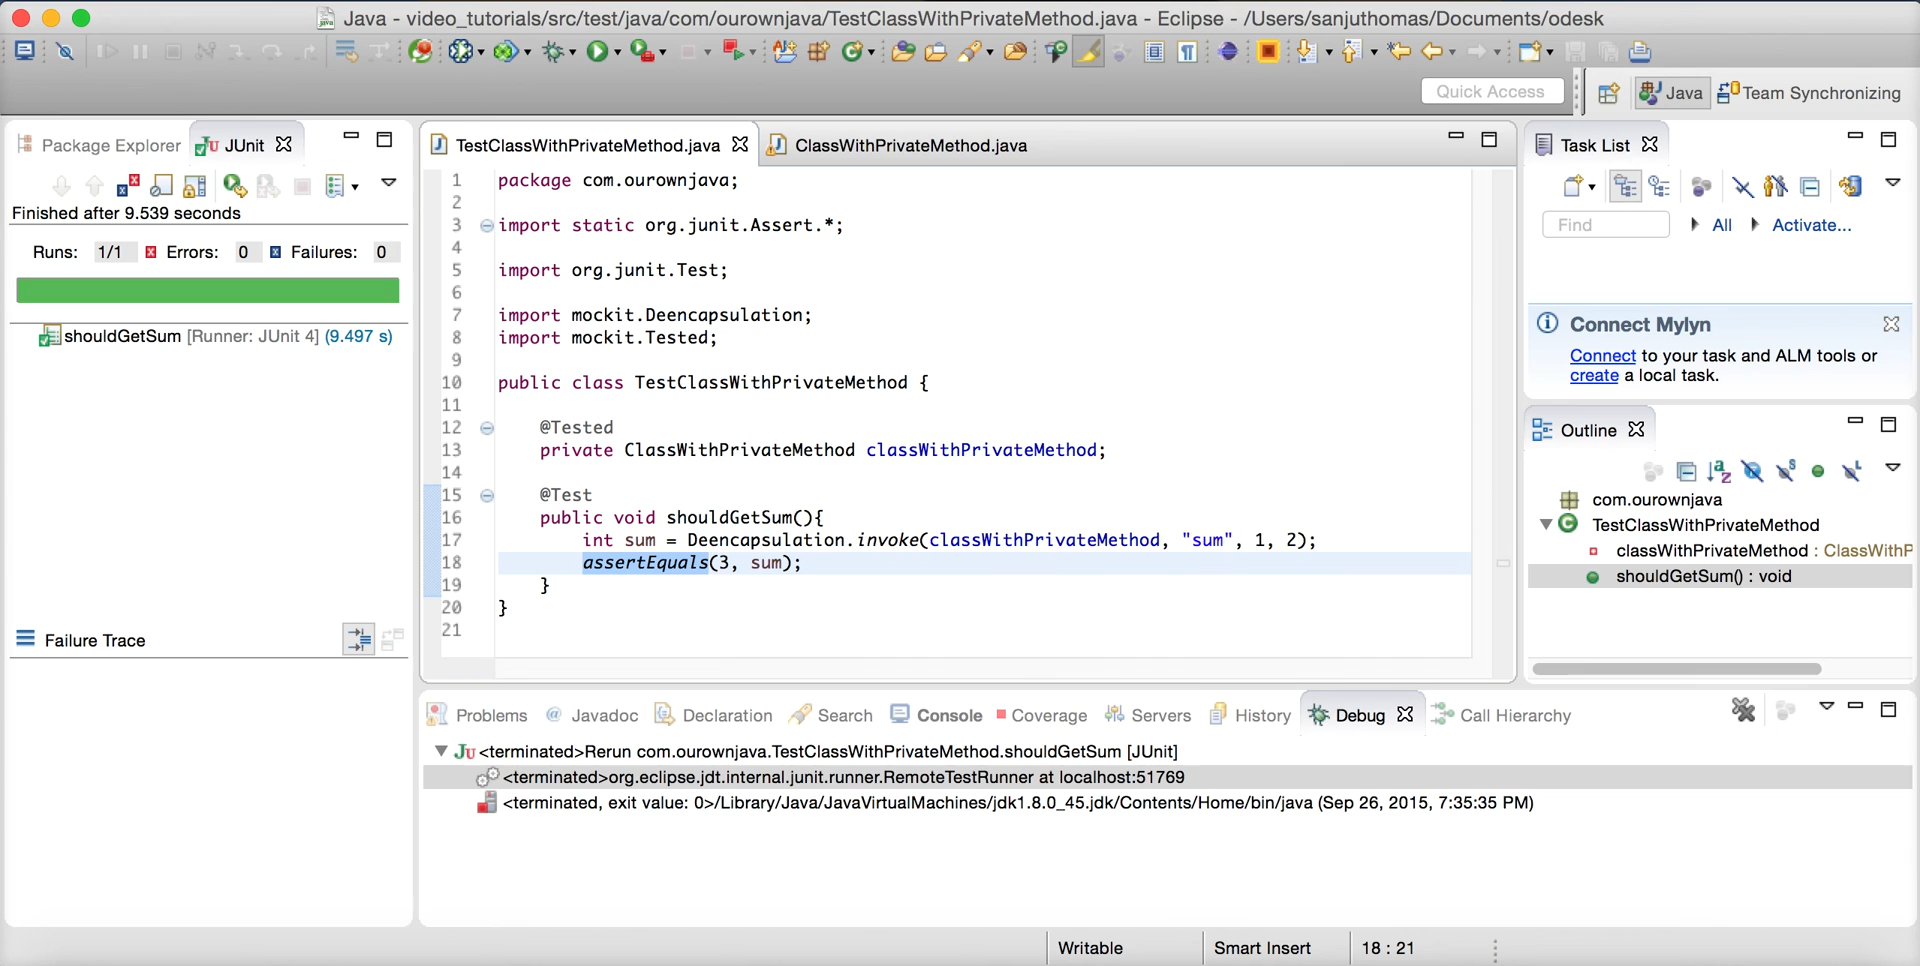 Java - video_tutorials/src/test/java/com/ourownjava/TestClassWithPrivateMethod.java - Eclipse - /Users/sanjuthomas/Documents/odesk
Quick Access
Java
Team Synchronizing
Package Explorer
JUnit
Finished after 9.539 seconds
Runs: 1/1 Errors: 0 Failures: 0
shouldGetSum [Runner: JUnit 4] (9.497 s)
Failure Trace
TestClassWithPrivateMethod.java
ClassWithPrivateMethod.java
1 package com.ourownjava;
2
3 import static org.junit.Assert.*;
4
5 import org.junit.Test;
6
7 import mockit.Deencapsulation;
8 import mockit.Tested;
9
10 public class TestClassWithPrivateMethod {
11
12 @Tested
13 private ClassWithPrivateMethod classWithPrivateMethod;
14
15 @Test
16 public void shouldGetSum(){
17 int sum = Deencapsulation.invoke(classWithPrivateMethod, "sum", 1, 2);
18 assertEquals(3, sum);
19 }
20 }
21
Task List
Find
All
Activate...
Connect Mylyn
Connect to your task and ALM tools or
create a local task.
Outline
com.ourownjava
TestClassWithPrivateMethod
classWithPrivateMethod : ClassWithP
shouldGetSum() : void
Problems @ Javadoc Declaration Search Console Coverage Servers History Debug Call Hierarchy
<terminated>Rerun com.ourownjava.TestClassWithPrivateMethod.shouldGetSum [JUnit]
<terminated>org.eclipse.jdt.internal.junit.runner.RemoteTestRunner at localhost:51769
<terminated, exit value: 0>/Library/Java/JavaVirtualMachines/jdk1.8.0_45.jdk/Contents/Home/bin/java (Sep 26, 2015, 7:35:35 PM)
Writable
Smart Insert
18 : 21